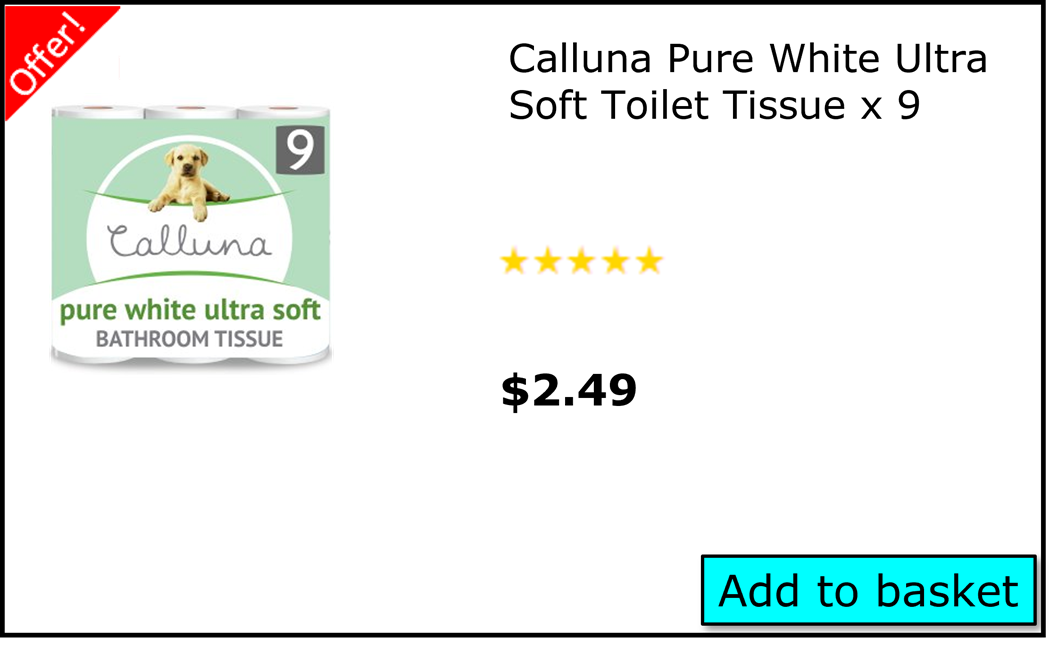 Offer!
Calluna Pure White Ultra
Soft Toilet Tissue x 9
9
Calluna
pure white ultra soft
BATHROOM TISSUE
$2.49
Add to basket